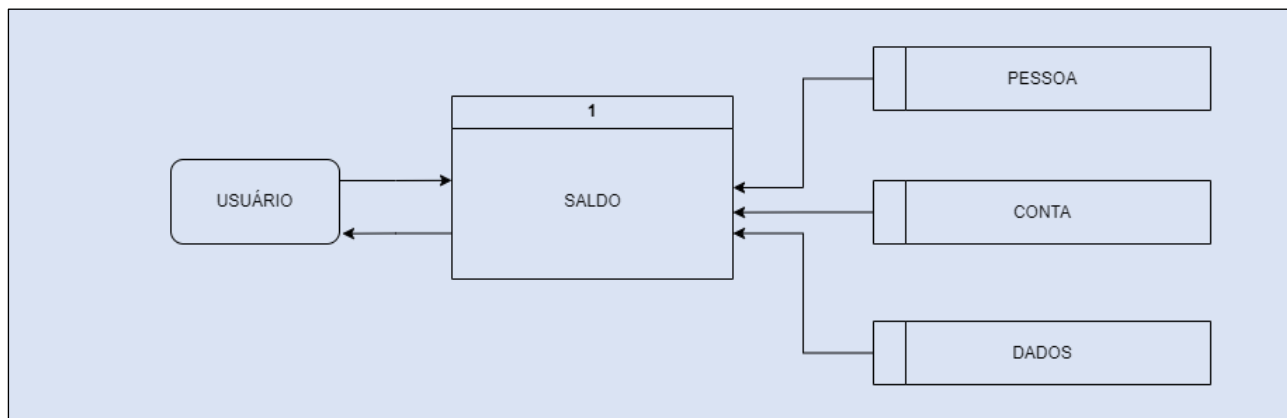 PESSOA
1
USUÁRIO
SALDO
CONTA
DADOS